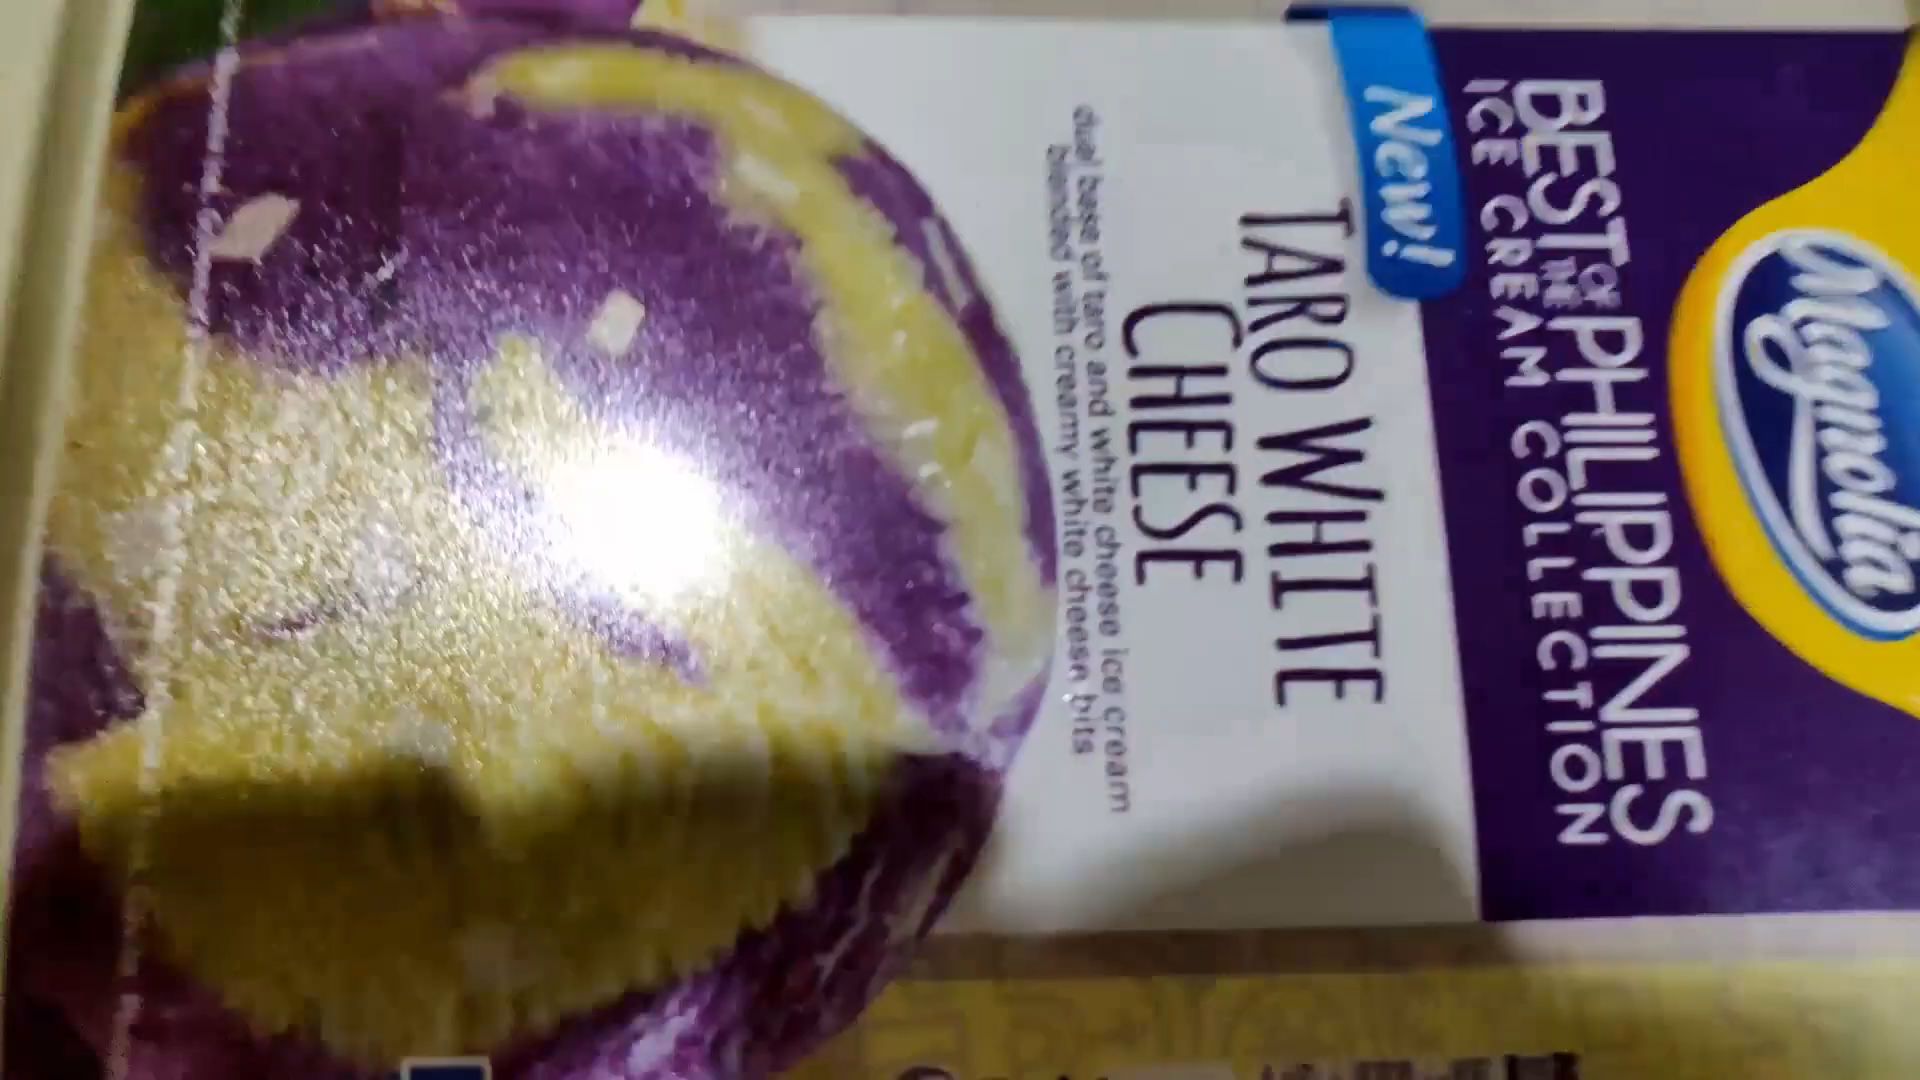 Magnolia
BEST OF THE PHILIPPINES
ICE CREAM COLLECTION
New!
TARO WHITE
CHEESE
dual base of taro and white cheese ice cream
blended with creamy white cheese bits